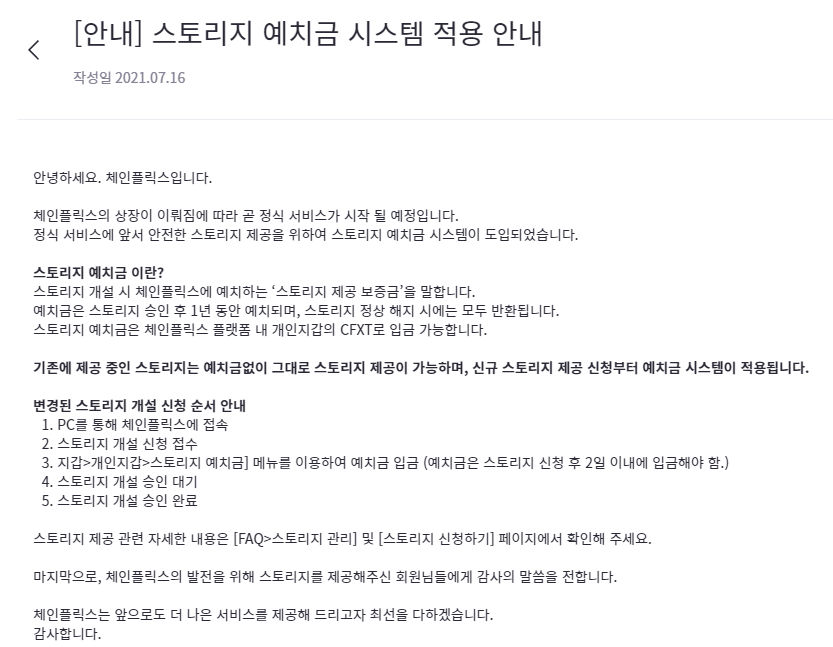 [안내] 스토리지 예치금 시스템 적용 안내
작성일 2021.07.16
안녕하세요. 체인플릭스입니다.
체인플릭스의 상장이 이뤄짐에 따라 곧 정식 서비스가 시작 될 예정입니다.
정식 서비스에 앞서 안전한 스토리지 제공을 위하여 스토리지 예치금 시스템이 도입되었습니다.
스토리지 예치금 이란?
스토리지 개설 시 체인플릭스에 예치하는 ‘스토리지 제공 보증금’을 말합니다.
예치금은 스토리지 승인 후 1년 동안 예치되며, 스토리지 정상 해지 시에는 모두 반환됩니다.
스토리지 예치금은 체인플릭스 플랫폼 내 개인지갑의 CFXT로 입금 가능합니다.
기존에 제공 중인 스토리지는 예치금없이 그대로 스토리지 제공이 가능하며, 신규 스토리지 제공 신청부터 예치금 시스템이 적용됩니다.
변경된 스토리지 개설 신청 순서 안내
1. PC를 통해 체인플릭스에 접속
2. 스토리지 개설 신청 접수
3. 지갑>개인지갑>스토리지 예치금] 메뉴를 이용하여 예치금 입금 (예치금은 스토리지 신청 후 2일 이내에 입금해야 함.)
4. 스토리지 개설 승인 대기
5. 스토리지 개설 승인 완료
스토리지 제공 관련 자세한 내용은 [FAQ>스토리지 관리] 및 [스토리지 신청하기] 페이지에서 확인해 주세요.
마지막으로, 체인플릭스의 발전을 위해 스토리지를 제공해주신 회원님들에게 감사의 말씀을 전합니다.
체인플릭스는 앞으로도 더 나은 서비스를 제공해 드리고자 최선을 다하겠습니다.
감사합니다.